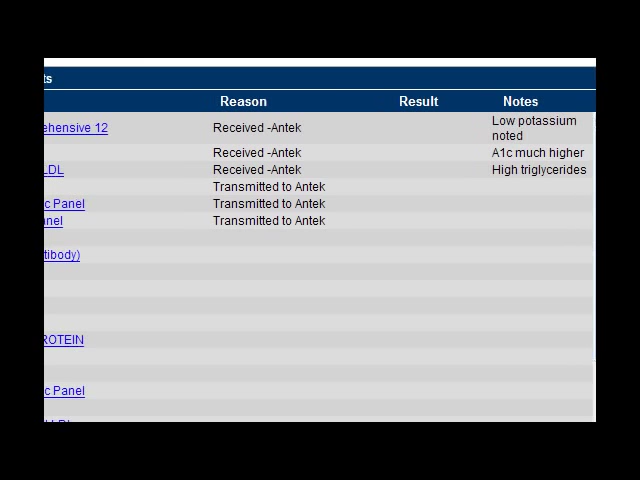 ts
Reason Result Notes
ehensive 12 Received -Antek Low potassium
noted
Received -Antek A1c much higher
LDL Received -Antek High triglycerides
Transmitted to Antek
c Panel Transmitted to Antek
anel Transmitted to Antek
tibody)
ROTEIN
c Panel